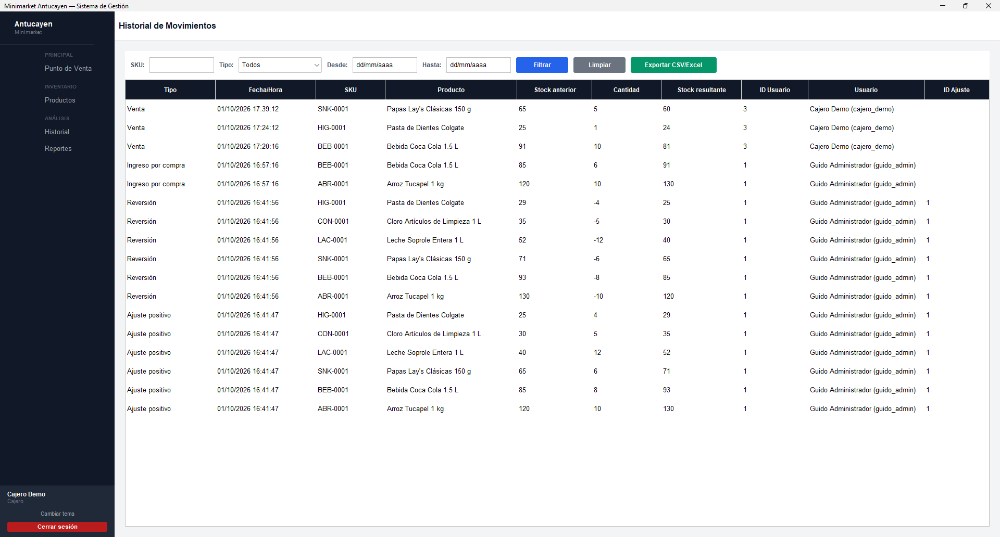 Minimarket Antucayen — Sistema de Gestión
Antucayen
Minimarket
PRINCIPAL
Punto de Venta
INVENTARIO
Productos
ANÁLISIS
Historial
Reportes
Cajero Demo
Cajero
Cambiar tema
Cerrar sesión
Historial de Movimientos
SKU: Tipo: Todos Desde: dd/mm/aaaa Hasta: dd/mm/aaaa Filtrar Limpiar Exportar CSV/Excel
Tipo Fecha/Hora SKU Producto Stock anterior Cantidad Stock resultante ID Usuario Usuario ID Ajuste
Venta 01/10/2026 17:39:12 SNK-0001 Papas Lay's Clásicas 150 g 65 5 60 3 Cajero Demo (cajero_demo)
Venta 01/10/2026 17:24:12 HIG-0001 Pasta de Dientes Colgate 25 1 24 3 Cajero Demo (cajero_demo)
Venta 01/10/2026 17:20:16 BEB-0001 Bebida Coca Cola 1.5 L 91 10 81 3 Cajero Demo (cajero_demo)
Ingreso por compra 01/10/2026 16:57:16 BEB-0001 Bebida Coca Cola 1.5 L 85 6 91 1 Guido Administrador (guido_admin)
Ingreso por compra 01/10/2026 16:57:16 ABR-0001 Arroz Tucapel 1 kg 120 10 130 1 Guido Administrador (guido_admin)
Reversión 01/10/2026 16:41:56 HIG-0001 Pasta de Dientes Colgate 29 -4 25 1 Guido Administrador (guido_admin) 1
Reversión 01/10/2026 16:41:56 CON-0001 Cloro Artículos de Limpieza 1 L 35 -5 30 1 Guido Administrador (guido_admin) 1
Reversión 01/10/2026 16:41:56 LAC-0001 Leche Soprole Entera 1 L 52 -12 40 1 Guido Administrador (guido_admin) 1
Reversión 01/10/2026 16:41:56 SNK-0001 Papas Lay's Clásicas 150 g 71 -6 65 1 Guido Administrador (guido_admin) 1
Reversión 01/10/2026 16:41:56 BEB-0001 Bebida Coca Cola 1.5 L 93 -8 85 1 Guido Administrador (guido_admin) 1
Reversión 01/10/2026 16:41:56 ABR-0001 Arroz Tucapel 1 kg 130 -10 120 1 Guido Administrador (guido_admin) 1
Ajuste positivo 01/10/2026 16:41:47 HIG-0001 Pasta de Dientes Colgate 25 4 29 1 Guido Administrador (guido_admin) 1
Ajuste positivo 01/10/2026 16:41:47 CON-0001 Cloro Artículos de Limpieza 1 L 30 5 35 1 Guido Administrador (guido_admin) 1
Ajuste positivo 01/10/2026 16:41:47 LAC-0001 Leche Soprole Entera 1 L 40 12 52 1 Guido Administrador (guido_admin) 1
Ajuste positivo 01/10/2026 16:41:47 SNK-0001 Papas Lay's Clásicas 150 g 65 6 71 1 Guido Administrador (guido_admin) 1
Ajuste positivo 01/10/2026 16:41:47 BEB-0001 Bebida Coca Cola 1.5 L 85 8 93 1 Guido Administrador (guido_admin) 1
Ajuste positivo 01/10/2026 16:41:47 ABR-0001 Arroz Tucapel 1 kg 120 10 130 1 Guido Administrador (guido_admin) 1